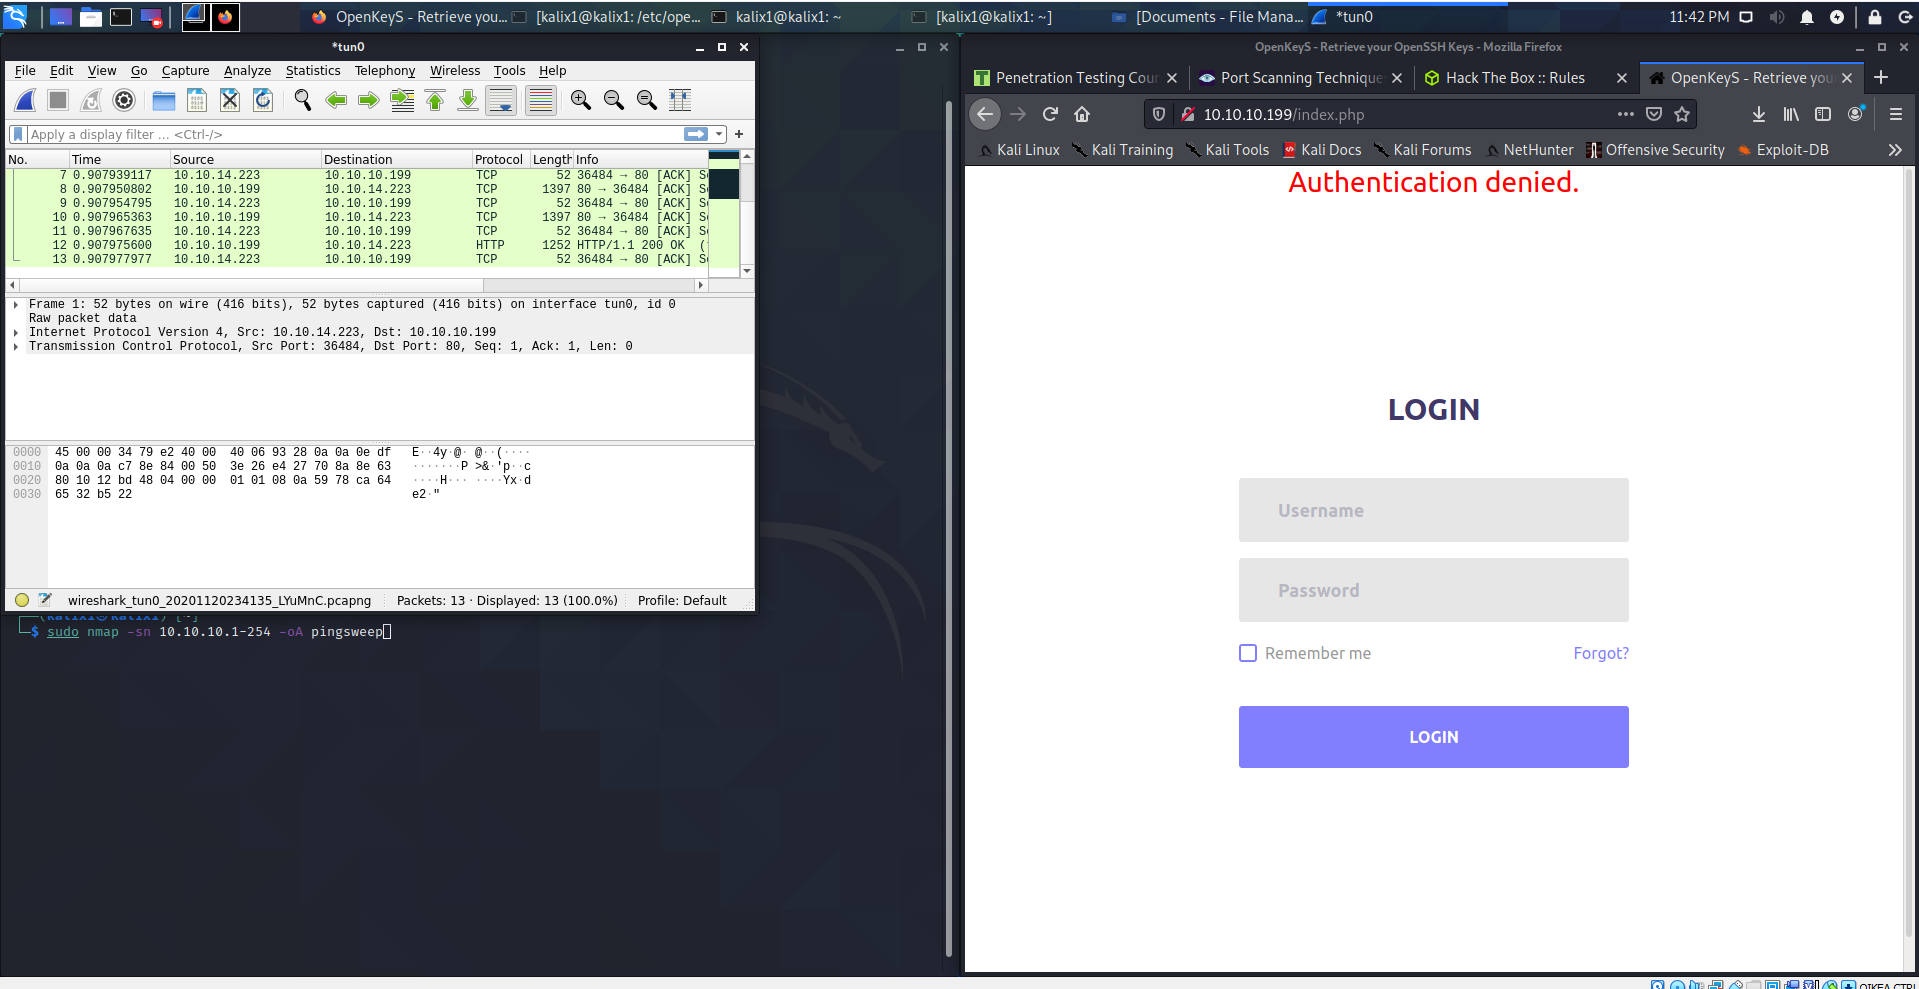 OpenKeyS - Retrieve you... [kalix1@kalix1: /etc/ope... kalix1@kalix1: ~ [kalix1@kalix1: ~] [Documents - File Mana... *tun0 11:42 PM
*tun0
File Edit View Go Capture Analyze Statistics Telephony Wireless Tools Help
Apply a display filter ... <Ctrl-/>
No. Time Source Destination Protocol Length Info
7 0.907939117 10.10.14.223 10.10.10.199 TCP 52 36484 → 80 [ACK] Se
8 0.907950802 10.10.10.199 10.10.14.223 TCP 1397 80 → 36484 [ACK] Se
9 0.907954795 10.10.14.223 10.10.10.199 TCP 52 36484 → 80 [ACK] Se
10 0.907965363 10.10.10.199 10.10.14.223 TCP 1397 80 → 36484 [ACK] Se
11 0.907967635 10.10.14.223 10.10.10.199 TCP 52 36484 → 80 [ACK] Se
12 0.907975600 10.10.10.199 10.10.14.223 HTTP 1252 HTTP/1.1 200 OK (
13 0.907977977 10.10.14.223 10.10.10.199 TCP 52 36484 → 80 [ACK] Se
Frame 1: 52 bytes on wire (416 bits), 52 bytes captured (416 bits) on interface tun0, id 0
Raw packet data
Internet Protocol Version 4, Src: 10.10.14.223, Dst: 10.10.10.199
Transmission Control Protocol, Src Port: 36484, Dst Port: 80, Seq: 1, Ack: 1, Len: 0
0000 45 00 00 34 79 e2 40 00 40 06 93 28 0a 0a 0e df E··4y·@· @··(····
0010 0a 0a 0a c7 8e 84 00 50 3e 26 e4 27 70 8a 8e 63 ·······P >&·'p··c
0020 80 10 12 bd 48 04 00 00 01 01 08 0a 59 78 ca 64 ····H··· ····Yx·d
0030 65 32 b5 22 e2·"
wireshark_tun0_20201120234135_LYuMnC.pcapng Packets: 13 · Displayed: 13 (100.0%) Profile: Default
(kalix1㉿kalix1) [~]
$ sudo nmap -sn 10.10.10.1-254 -oA pingsweep
OpenKeyS - Retrieve your OpenSSH Keys - Mozilla Firefox
Penetration Testing Cour Port Scanning Technique Hack The Box :: Rules OpenKeyS - Retrieve your
10.10.10.199/index.php
Kali Linux Kali Training Kali Tools Kali Docs Kali Forums NetHunter Offensive Security Exploit-DB
Authentication denied.
LOGIN
Username
Password
Remember me Forgot?
LOGIN